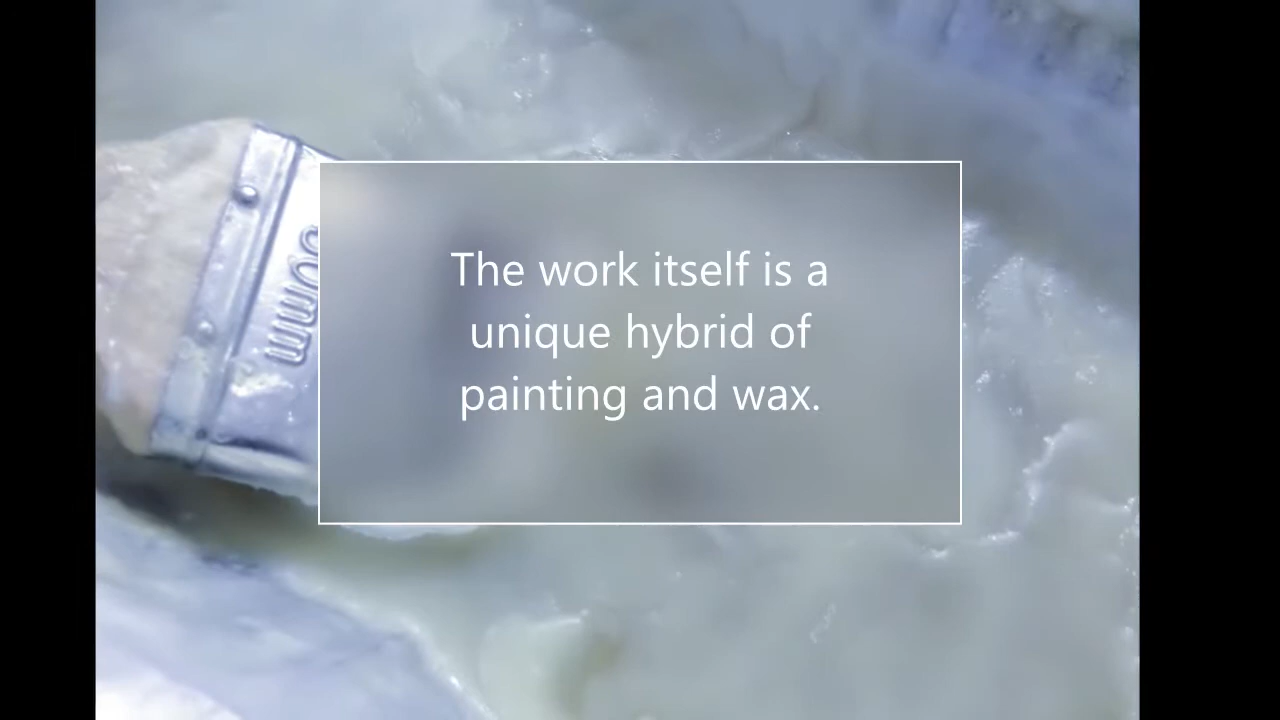 The work itself is a
unique hybrid of
painting and wax.